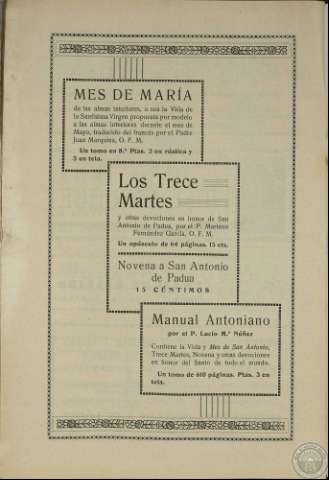 MES DE MARÍA
de las almas interiores, o sea la Vida de
la Santísima Virgen propuesta por modelo
a las almas interiores durante el mes de
Mayo, traducido del francés por el Padre
Juan Marquina, O. F. M.
Un tomo en 8.º Ptas. 2 en rústica y
3 en tela.
Los Trece
Martes
y otras devociones en honor de San
Antonio de Padua, por el P. Mariano
Fernández García, O. F. M.
Un opúsculo de 64 páginas. 15 cts.
Novena a San Antonio
de Padua
15 CÉNTIMOS
Manual Antoniano
por el P. Lucio M.ª Núñez
Contiene la Vida y Mes de San Antonio,
Trece Martes, Novena y otras devociones
en honor del Santo de todo el mundo.
Un tomo de 610 páginas. Ptas. 3 en
tela.